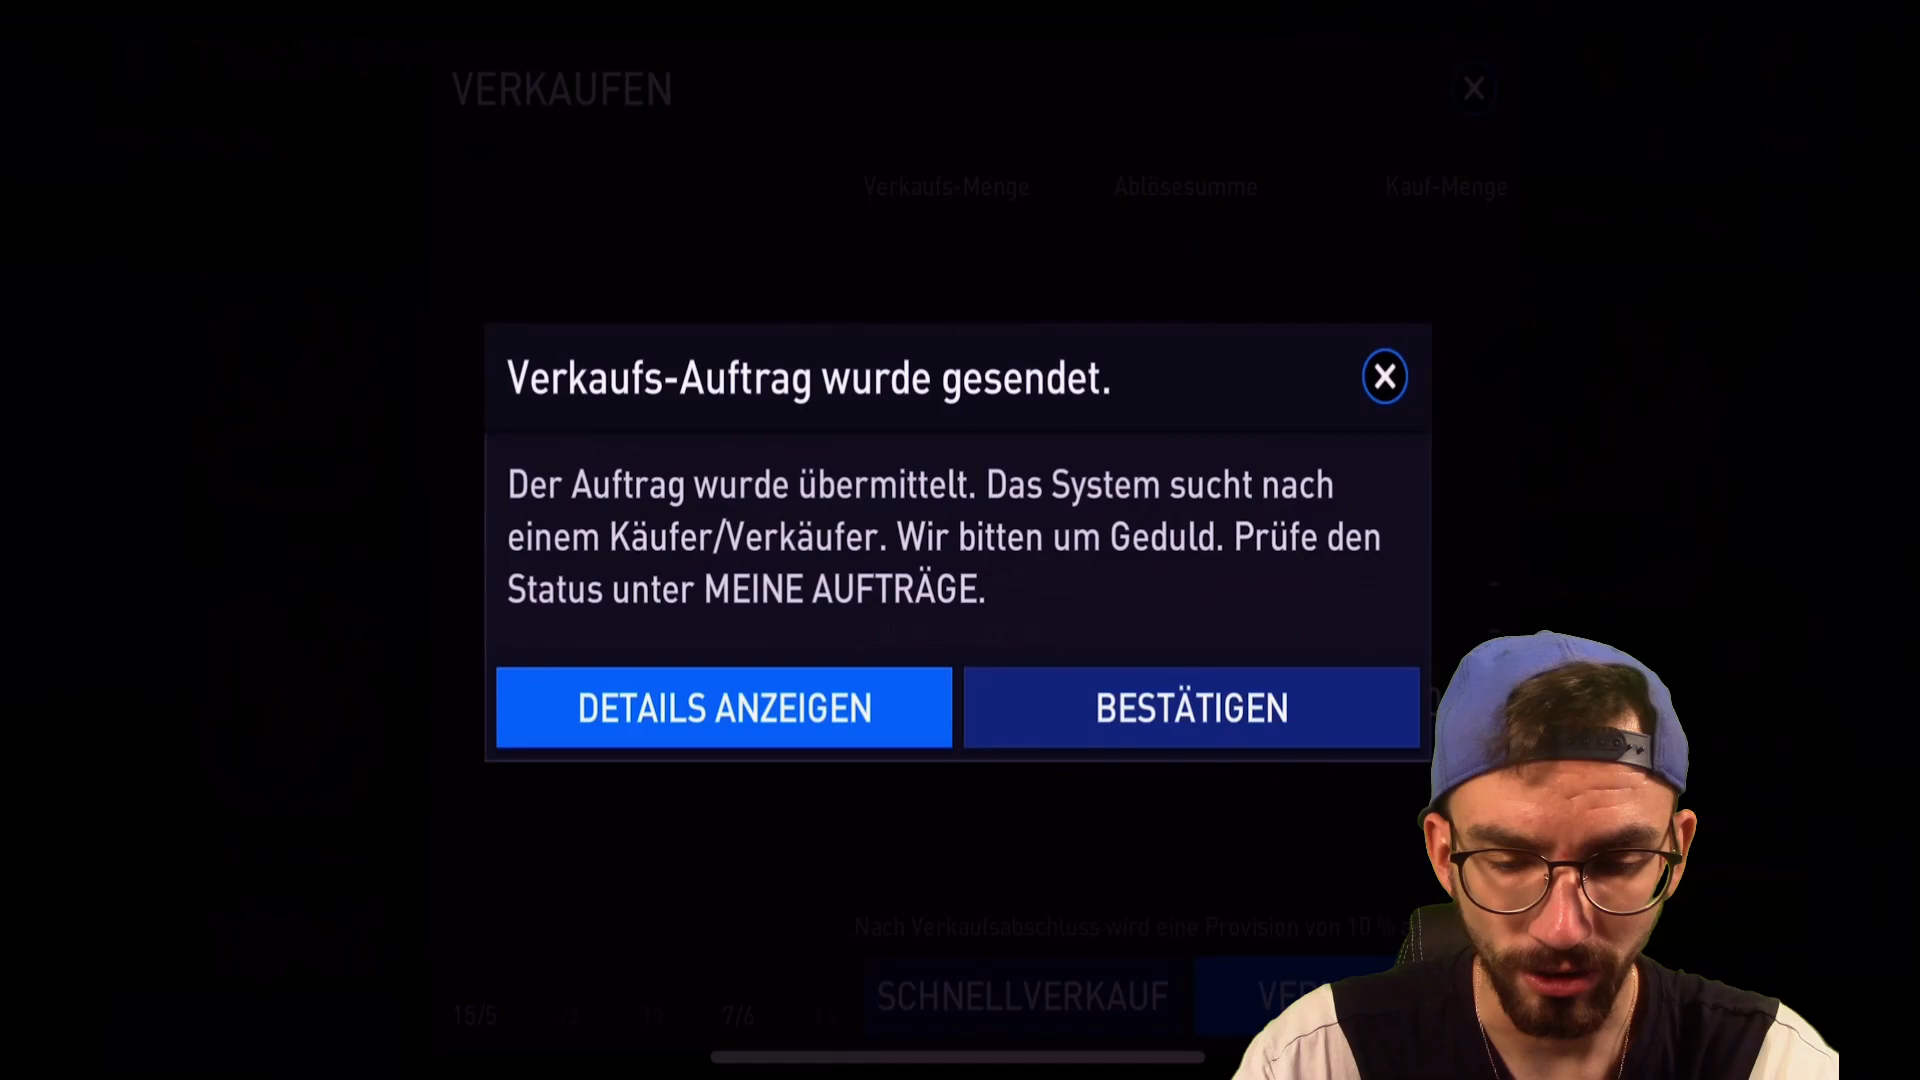 VERKAUFEN
Verkaufs-Menge Ablösesumme Kauf-Menge
Verkaufs-Auftrag wurde gesendet.
Der Auftrag wurde übermittelt. Das System sucht nach
einem Käufer/Verkäufer. Wir bitten um Geduld. Prüfe den
Status unter MEINE AUFTRÄGE.
DETAILS ANZEIGEN BESTÄTIGEN
Nach Verkaufsabschluss wird eine Provision von 10 %
SCHNELLVERKAUF
15/5 7/6